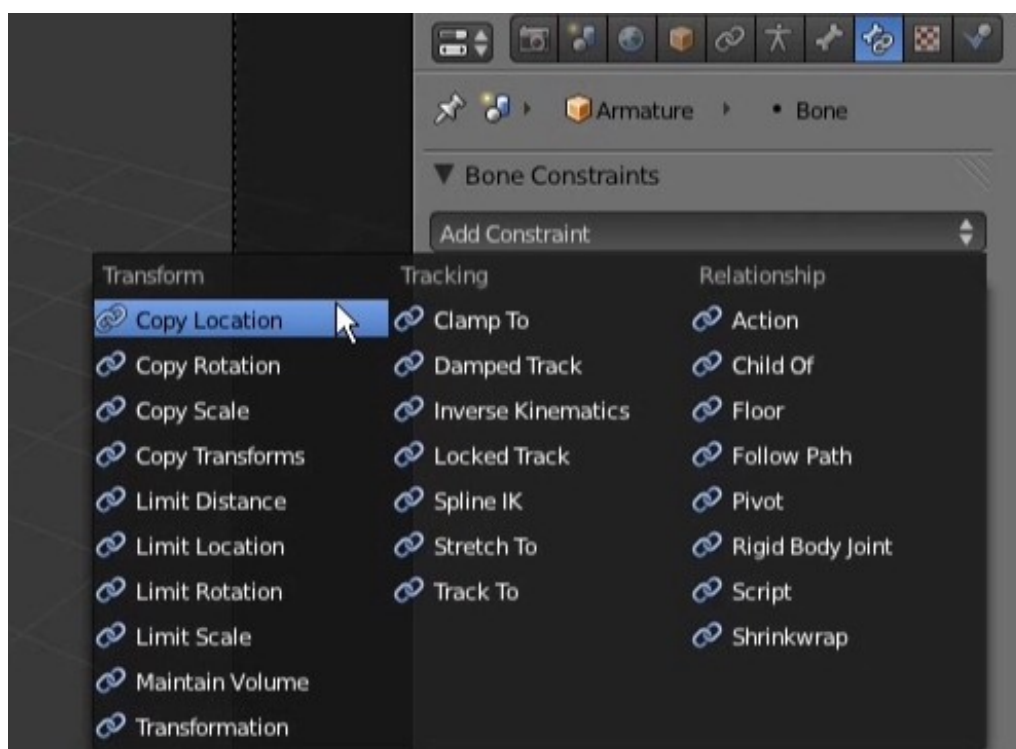 Armature
Bone
Bone Constraints
Add Constraint
Transform
Copy Location
Copy Rotation
Copy Scale
Copy Transforms
Limit Distance
Limit Location
Limit Rotation
Limit Scale
Maintain Volume
Transformation
Tracking
Clamp To
Damped Track
Inverse Kinematics
Locked Track
Spline IK
Stretch To
Track To
Relationship
Action
Child Of
Floor
Follow Path
Pivot
Rigid Body Joint
Script
Shrinkwrap